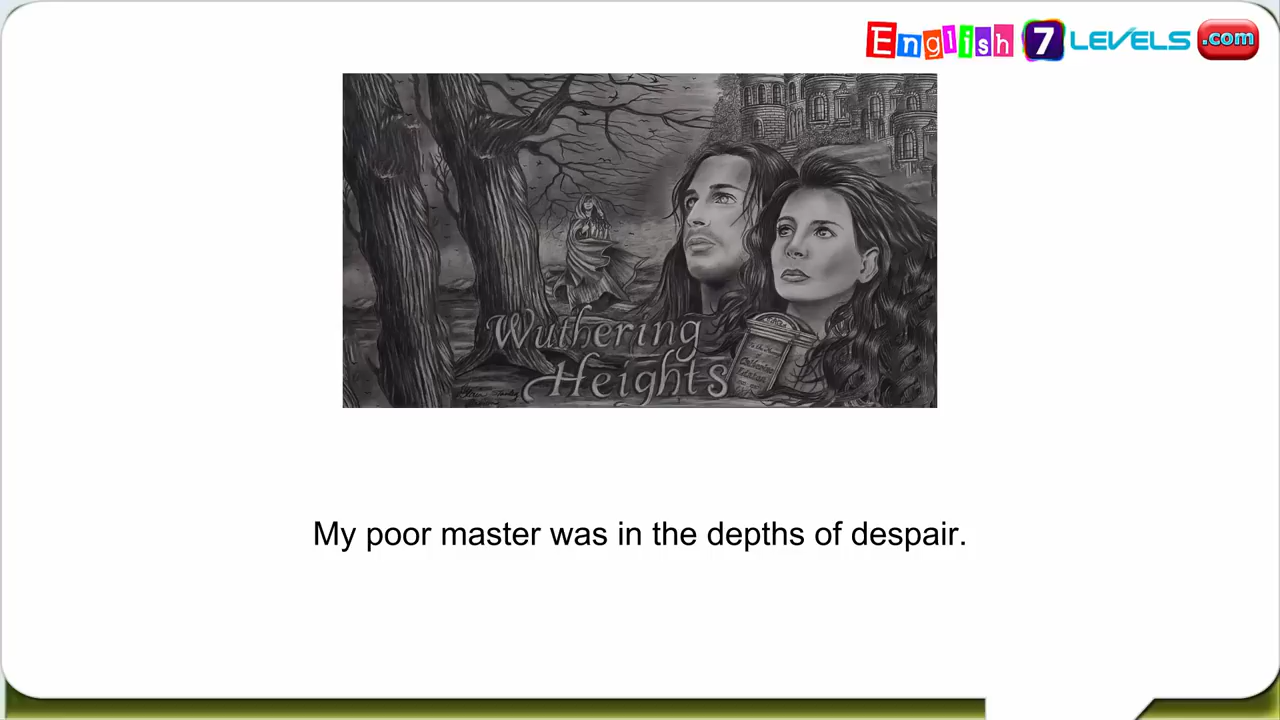 English 7 LEVELS .com
Wuthering
Heights
My poor master was in the depths of despair.